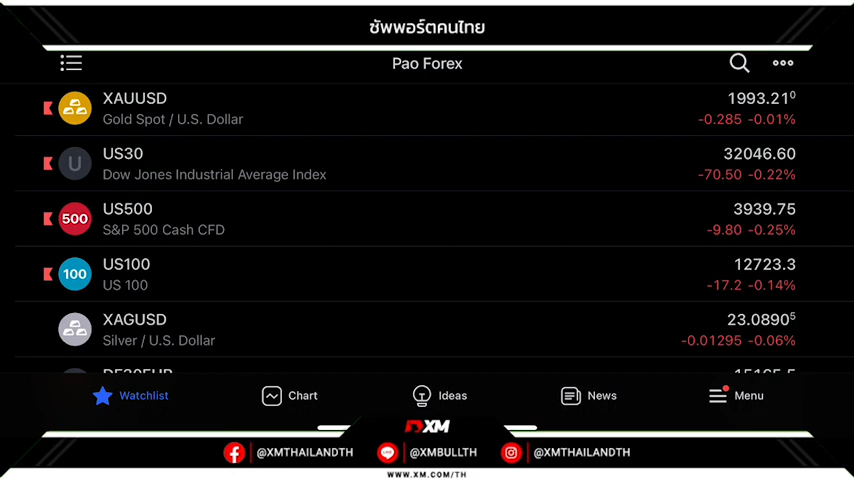 ซัพพอร์ตคนไทย
Pao Forex
XAUUSD 1993.21⁰
Gold Spot / U.S. Dollar -0.285 -0.01%
U US30 32046.60
Dow Jones Industrial Average Index -70.50 -0.22%
500 US500 3939.75
S&P 500 Cash CFD -9.80 -0.25%
100 US100 12723.3
US 100 -17.2 -0.14%
XAGUSD 23.0890⁵
Silver / U.S. Dollar -0.01295 -0.06%
Watchlist Chart Ideas News Menu
XM
@XMTHAILANDTH @XMBULLTH @XMTHAILANDTH
WWW.XM.COM/TH